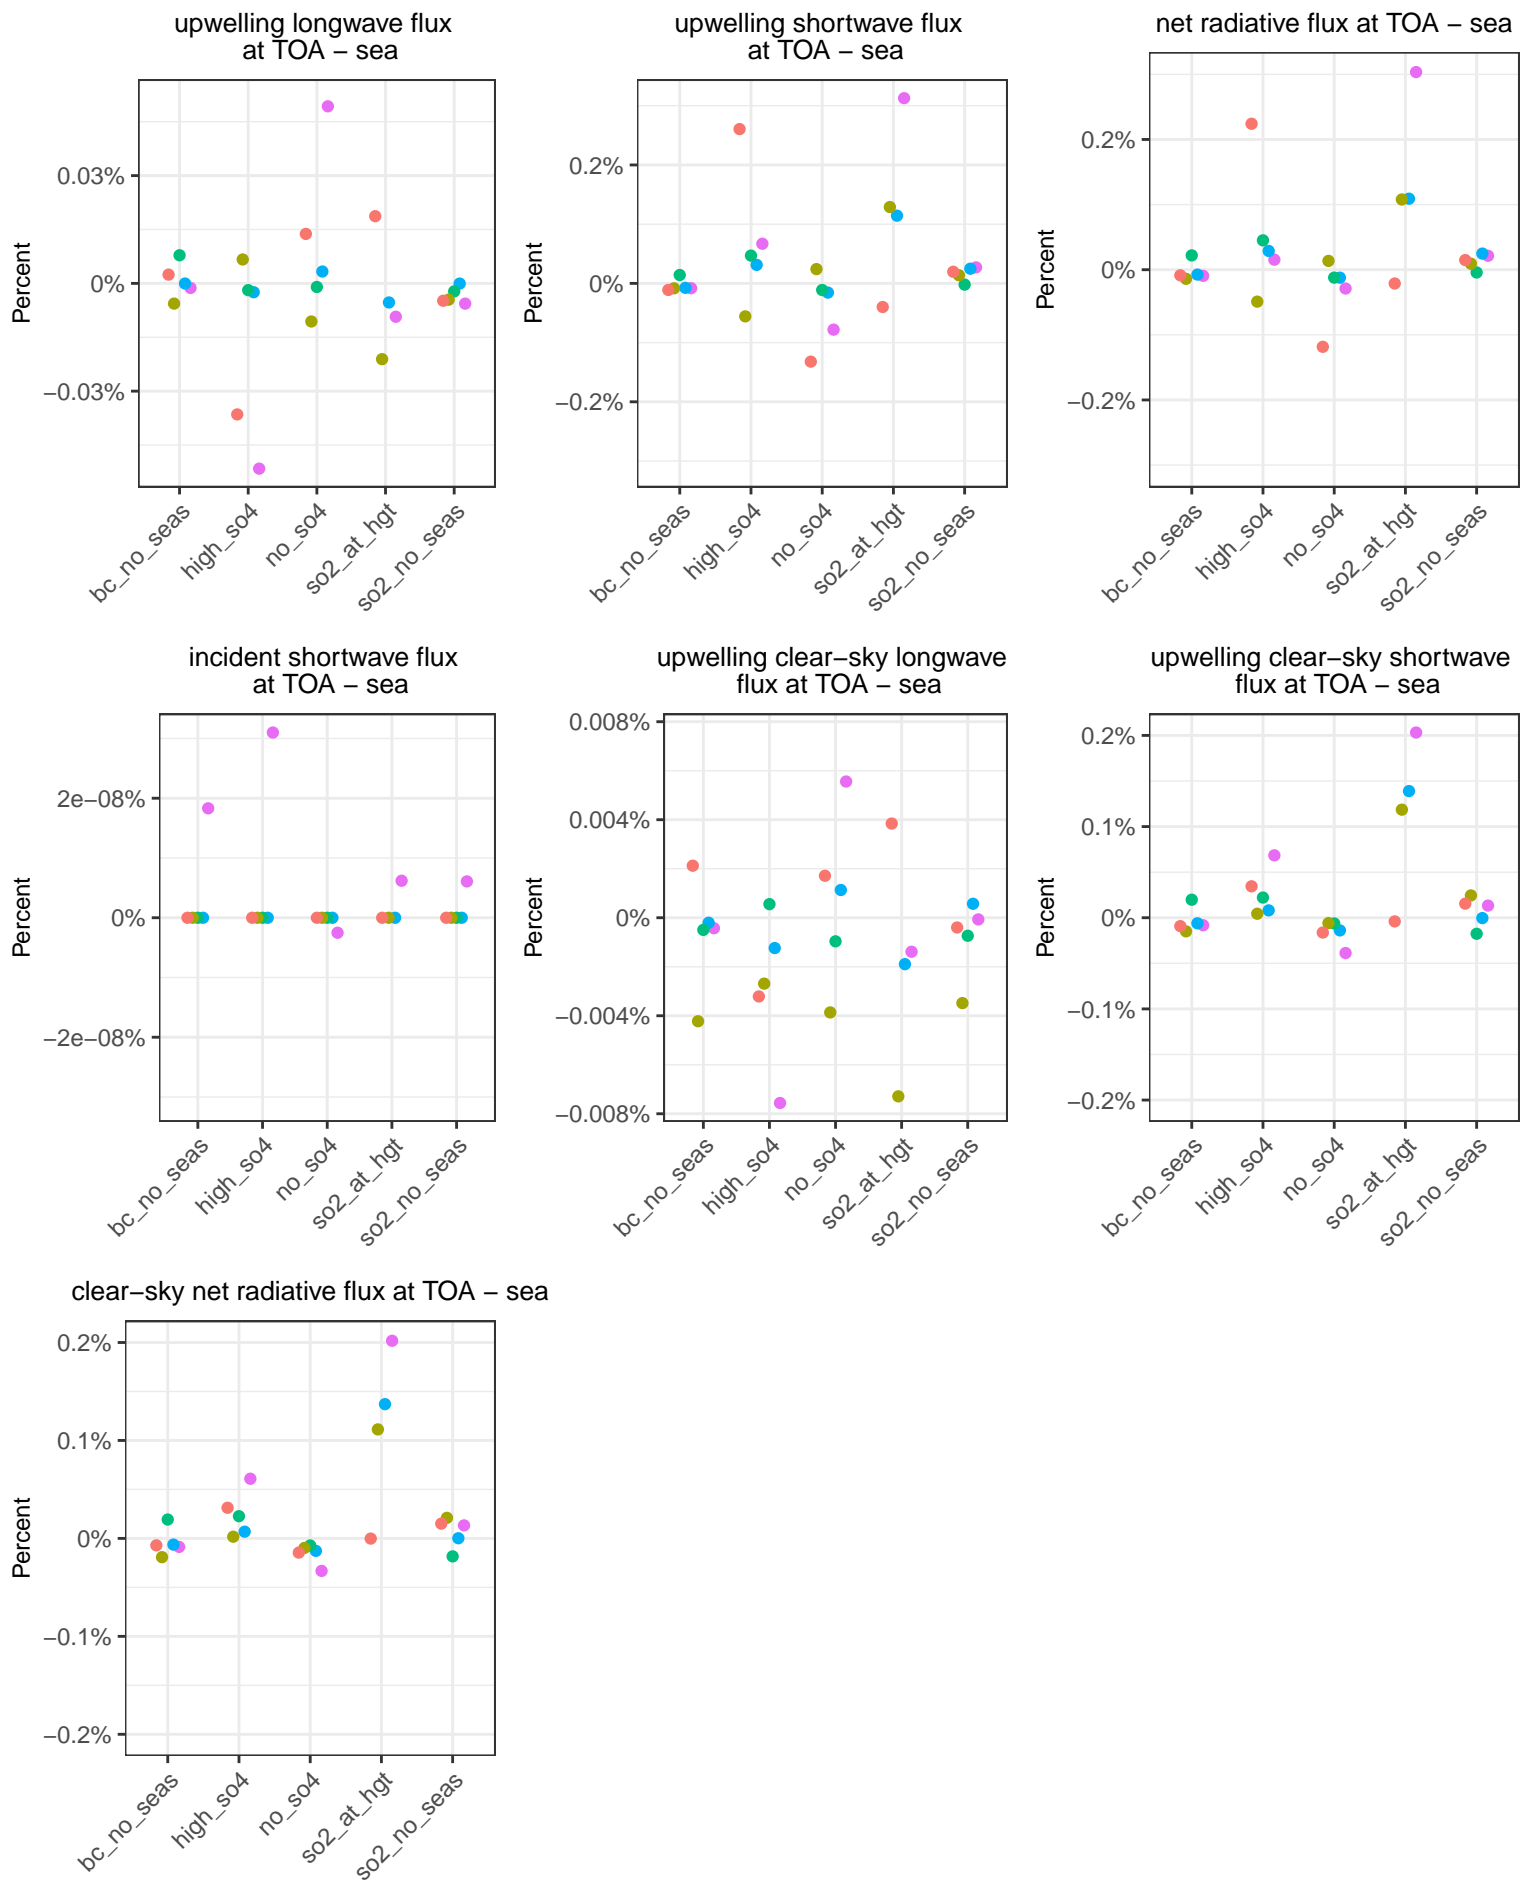 upwelling longwave flux
at TOA − sea
Percent
0.03%
0%
−0.03%
bc_no_seas
high_so4
no_so4
so2_at_hgt
so2_no_seas
upwelling shortwave flux
at TOA − sea
Percent
0.2%
0%
−0.2%
bc_no_seas
high_so4
no_so4
so2_at_hgt
so2_no_seas
net radiative flux at TOA − sea
Percent
0.2%
0%
−0.2%
bc_no_seas
high_so4
no_so4
so2_at_hgt
so2_no_seas
incident shortwave flux
at TOA − sea
Percent
2e−08%
0%
−2e−08%
bc_no_seas
high_so4
no_so4
so2_at_hgt
so2_no_seas
upwelling clear−sky longwave
flux at TOA − sea
Percent
0.008%
0.004%
0%
−0.004%
−0.008%
bc_no_seas
high_so4
no_so4
so2_at_hgt
so2_no_seas
upwelling clear−sky shortwave
flux at TOA − sea
Percent
0.2%
0.1%
0%
−0.1%
−0.2%
bc_no_seas
high_so4
no_so4
so2_at_hgt
so2_no_seas
clear−sky net radiative flux at TOA − sea
Percent
0.2%
0.1%
0%
−0.1%
−0.2%
bc_no_seas
high_so4
no_so4
so2_at_hgt
so2_no_seas